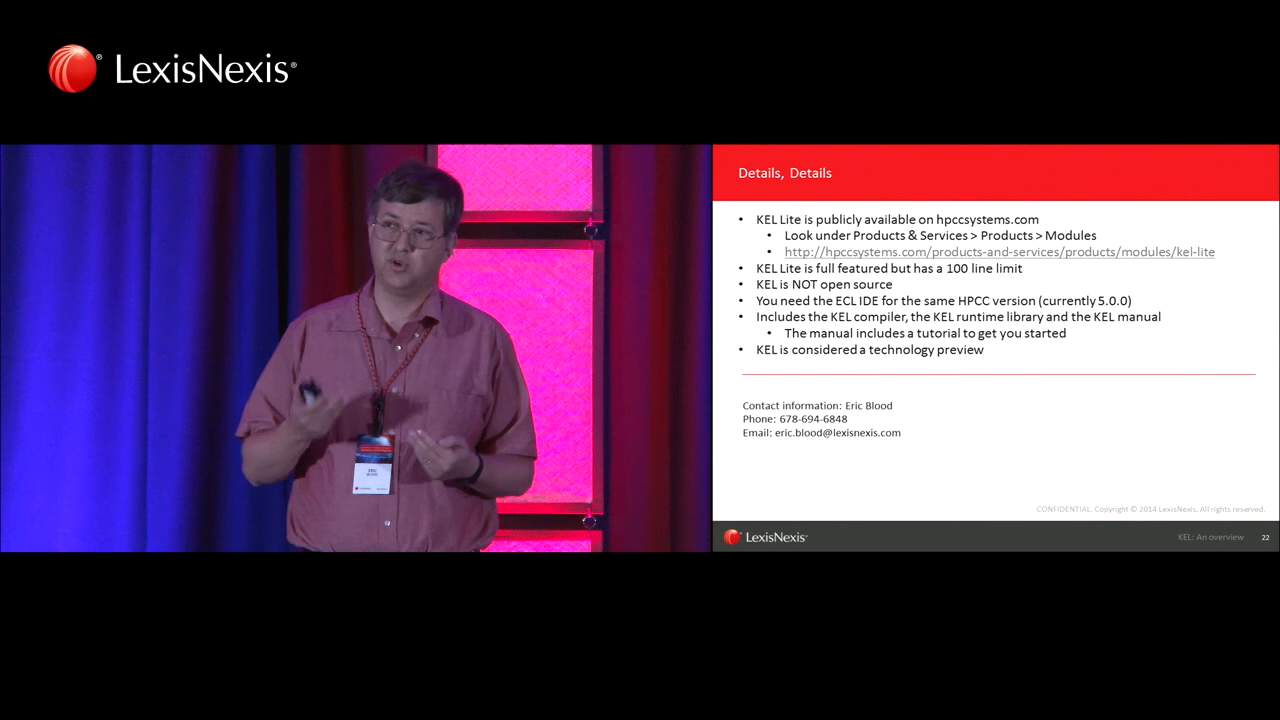 LexisNexis®
Details, Details
• KEL Lite is publicly available on hpccsystems.com
• Look under Products & Services > Products > Modules
• http://hpccsystems.com/products-and-services/products/modules/kel-lite
• KEL Lite is full featured but has a 100 line limit
• KEL is NOT open source
• You need the ECL IDE for the same HPCC version (currently 5.0.0)
• Includes the KEL compiler, the KEL runtime library and the KEL manual
• The manual includes a tutorial to get you started
• KEL is considered a technology preview
Contact information: Eric Blood
Phone: 678-694-6848
Email: eric.blood@lexisnexis.com
CONFIDENTIAL. Copyright © 2014 LexisNexis. All rights reserved.
LexisNexis®
KEL: An overview 22
ERIC